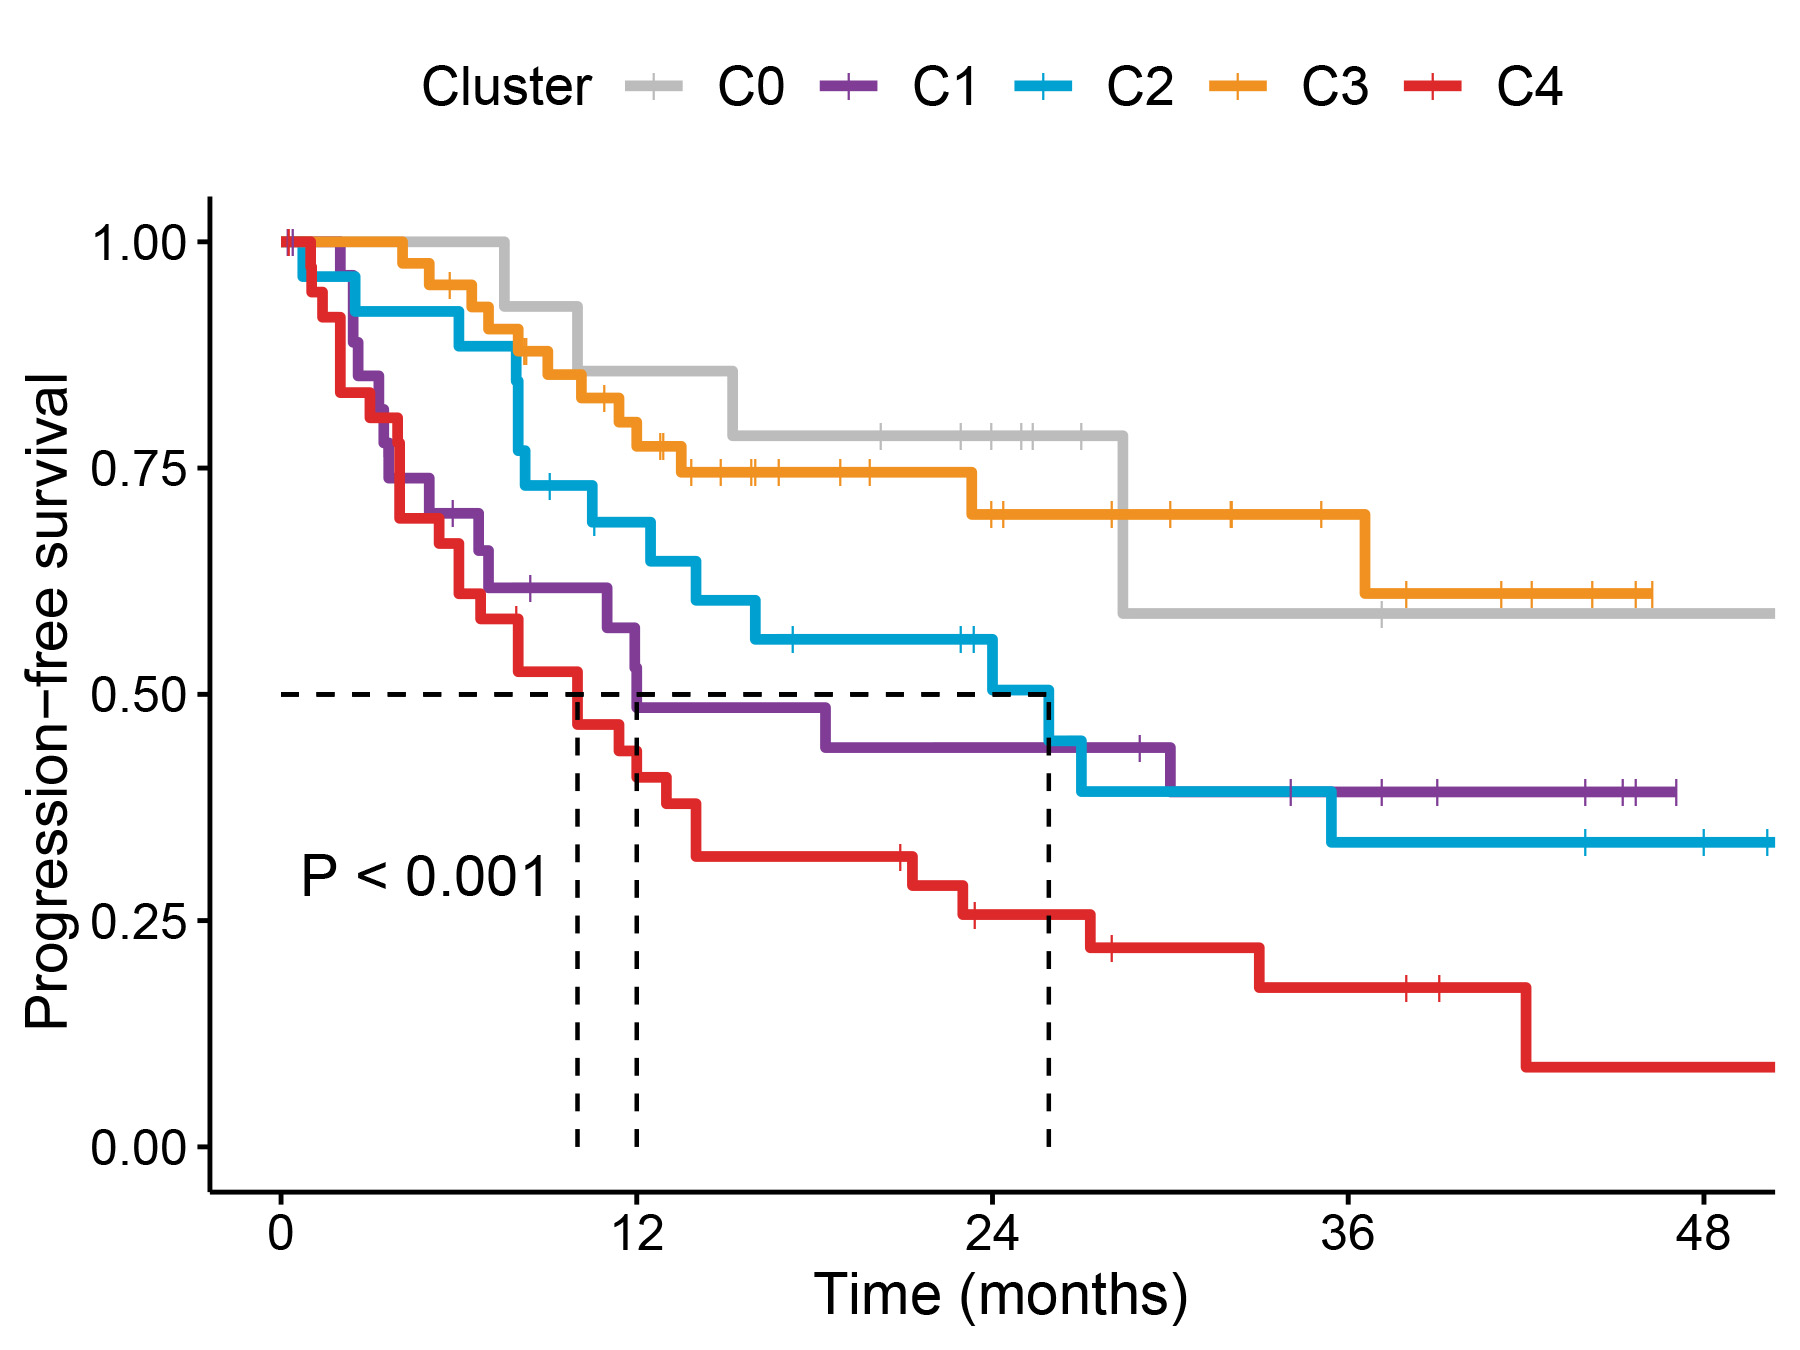 Cluster C0 C1 C2 C3 C4
Progression−free survival
1.00
0.75
0.50
0.25
0.00
P < 0.001
0 12 24 36 48
Time (months)